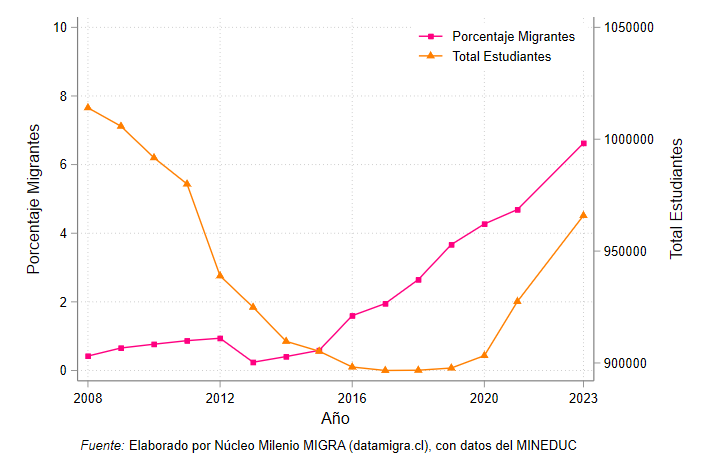 10
8
6
4
2
0
Porcentaje Migrantes
1050000
1000000
950000
900000
Total Estudiantes
Porcentaje Migrantes
Total Estudiantes
2008
2012
2016
2020
2023
Año
Fuente: Elaborado por Núcleo Milenio MIGRA (datamigra.cl), con datos del MINEDUC